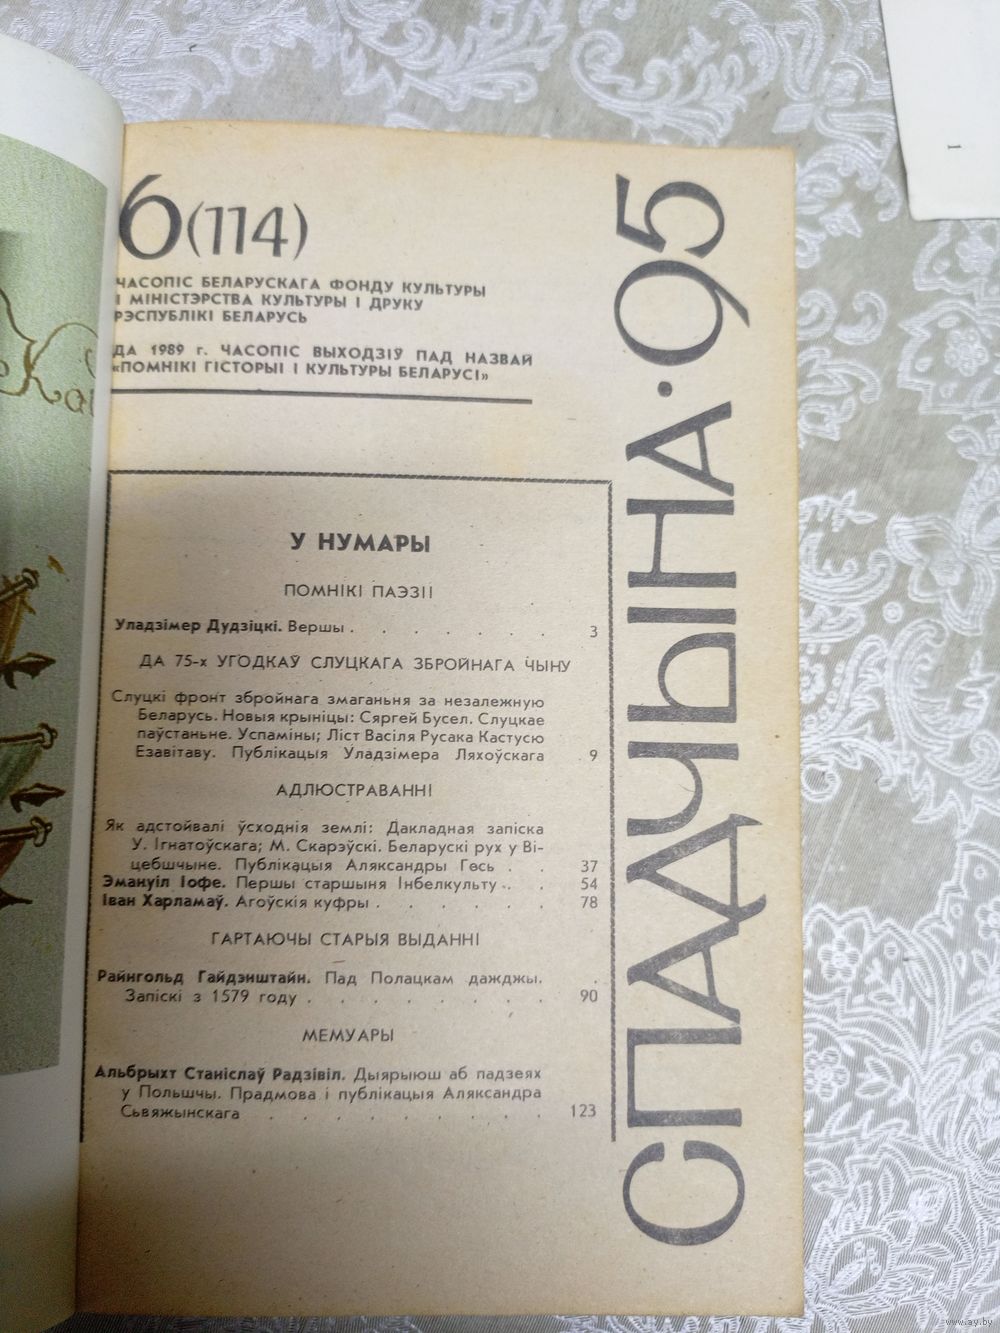 6(114)
ЧАСОПІС БЕЛАРУСКАГА ФОНДУ КУЛЬТУРЫ
І МІНІСТЭРСТВА КУЛЬТУРЫ І ДРУКУ
РЭСПУБЛІКІ БЕЛАРУСЬ
ДА 1989 г. ЧАСОПІС ВЫХОДЗІЎ ПАД НАЗВАЙ
«ПОМНІКІ ГІСТОРЫІ І КУЛЬТУРЫ БЕЛАРУСІ»
СПАДЧЫНА·95
У НУМАРЫ
ПОМНІКІ ПАЭЗІІ
Уладзімер Дудзіцкі. Вершы . . . . . . . 3
ДА 75-х УГОДКАЎ СЛУЦКАГА ЗБРОЙНАГА ЧЫНУ
Слуцкі фронт збройнага змаганьня за незалежную
Беларусь. Новыя крыніцы: Сяргей Бусел. Слуцкае
паўстаньне. Успаміны; Ліст Васіля Русака Кастусю
Езавітаву. Публікацыя Уладзімера Ляхоўскага . 9
АДЛЮСТРАВАННІ
Як адстойвалі ўсходнія землі: Дакладная запіска
У. Ігнатоўскага; М. Скарэўскі. Беларускі рух у Ві-
цебшчыне. Публікацыя Аляксандры Гесь . . 37
Эмануіл Іофе. Першы старшыня Інбелкульту . . . 54
Іван Харламаў. Агоўскія куфры . . . . . . 78
ГАРТАЮЧЫ СТАРЫЯ ВЫДАННІ
Райнгольд Гайдэнштайн. Пад Полацкам дажджы. .
Запіскі з 1579 году . . . . . . . . 90
МЕМУАРЫ
Альбрыхт Станіслаў Радзівіл. Дыярыюш аб падзеях
у Польшчы. Прадмова і публікацыя Аляксандра
Сьвяжынскага . . . . . . . . . 123
1
www.ay.by